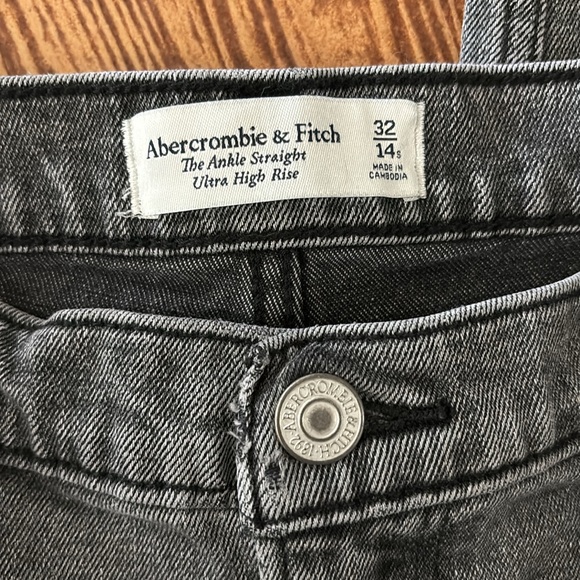 Abercrombie & Fitch
The Ankle Straight
Ultra High Rise
32
14s
MADE IN
CAMBODIA
ABERCROMBIE & FITCH · 1892 ·